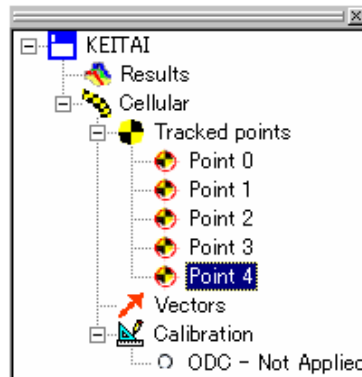 KEITAI
Results
Cellular
Tracked points
Point 0
Point 1
Point 2
Point 3
Point 4
Vectors
Calibration
ODC - Not Applied